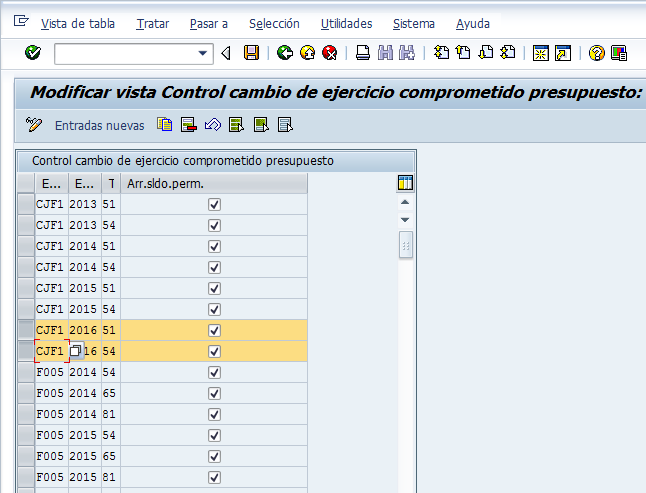 Vista de tabla Tratar Pasar a Selección Utilidades Sistema Ayuda
Modificar vista Control cambio de ejercicio comprometido presupuesto:
Entradas nuevas
Control cambio de ejercicio comprometido presupuesto
E... E... T Arr.sldo.perm.
CJF1 2013 51
CJF1 2013 54
CJF1 2014 51
CJF1 2014 54
CJF1 2015 51
CJF1 2015 54
CJF1 2016 51
CJF1 16 54
F005 2014 54
F005 2014 65
F005 2014 81
F005 2015 54
F005 2015 65
F005 2015 81